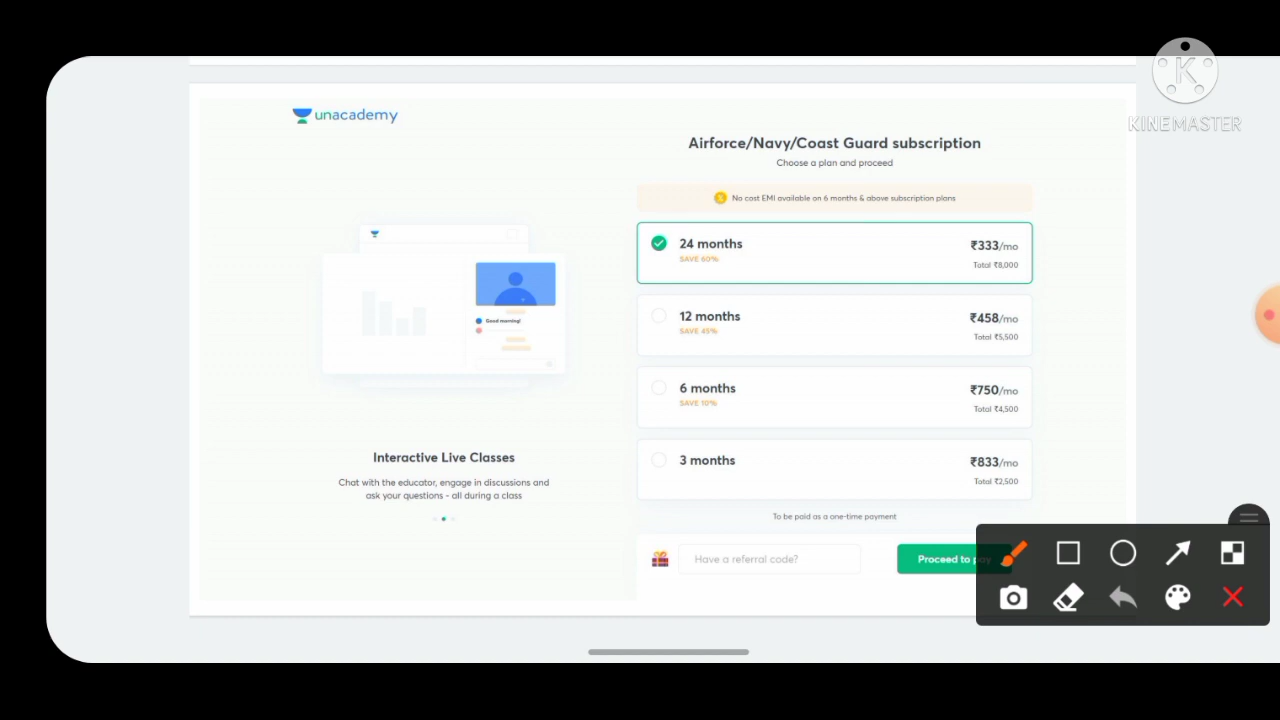 KINEMASTER
unacademy
Airforce/Navy/Coast Guard subscription
Choose a plan and proceed
No cost EMI available on 6 months & above subscription plans
24 months
₹333/mo
SAVE 60%
Total ₹8,000
12 months
₹458/mo
SAVE 45%
Total ₹5,500
6 months
₹750/mo
SAVE 10%
Total ₹4,500
3 months
₹833/mo
Total ₹2,500
To be paid as a one-time payment
Have a referral code?
Proceed to pay
Good morning!
Interactive Live Classes
Chat with the educator, engage in discussions and
ask your questions - all during a class